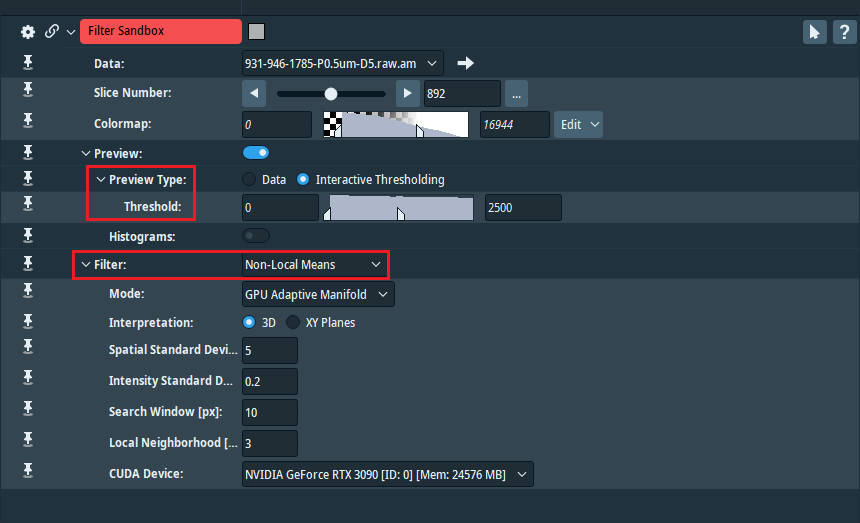 Filter Sandbox
?
Data: 931-946-1785-P0.5um-D5.raw.am
Slice Number: 892 ...
Colormap: 0 16944 Edit
Preview:
Preview Type: Data Interactive Thresholding
Threshold: 0 2500
Histograms:
Filter: Non-Local Means
Mode: GPU Adaptive Manifold
Interpretation: 3D XY Planes
Spatial Standard Devi... 5
Intensity Standard D... 0.2
Search Window [px]: 10
Local Neighborhood [... 3
CUDA Device: NVIDIA GeForce RTX 3090 [ID: 0] [Mem: 24576 MB]